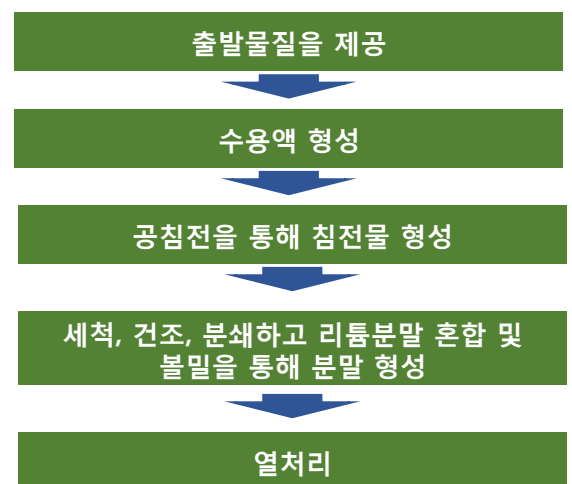 출발물질을 제공
수용액 형성
공침전을 통해 침전물 형성
세척, 건조, 분쇄하고 리튬분말 혼합 및
볼밀을 통해 분말 형성
열처리